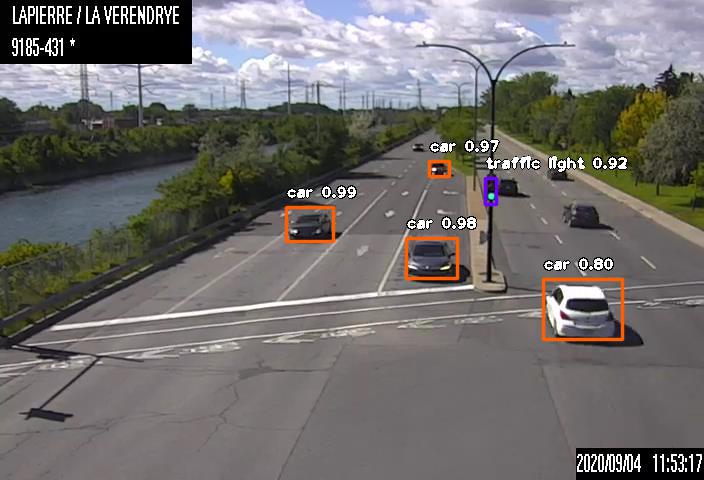 LAPIERRE / LA VERENDRYE
9185-431 *
car 0.97
traffic light 0.92
car 0.99
car 0.98
car 0.80
2020/09/04 11:53:17